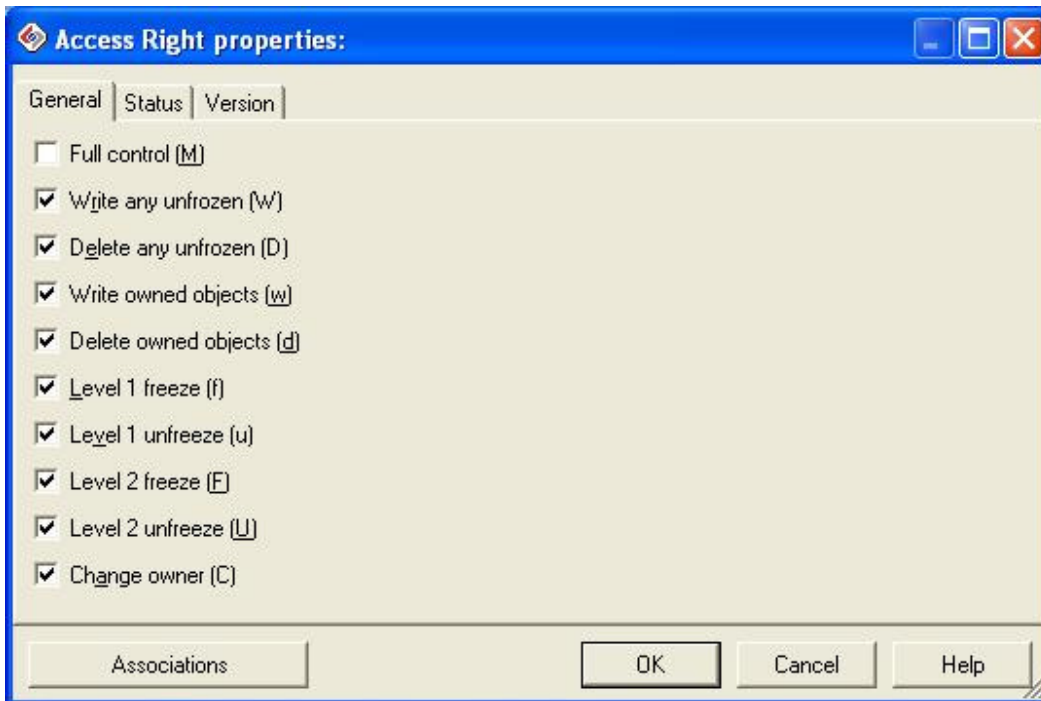 Access Right properties:
General Status Version
Full control (M)
Write any unfrozen (W)
Delete any unfrozen (D)
Write owned objects (w)
Delete owned objects (d)
Level 1 freeze (f)
Level 1 unfreeze (u)
Level 2 freeze (F)
Level 2 unfreeze (U)
Change owner (C)
Associations OK Cancel Help